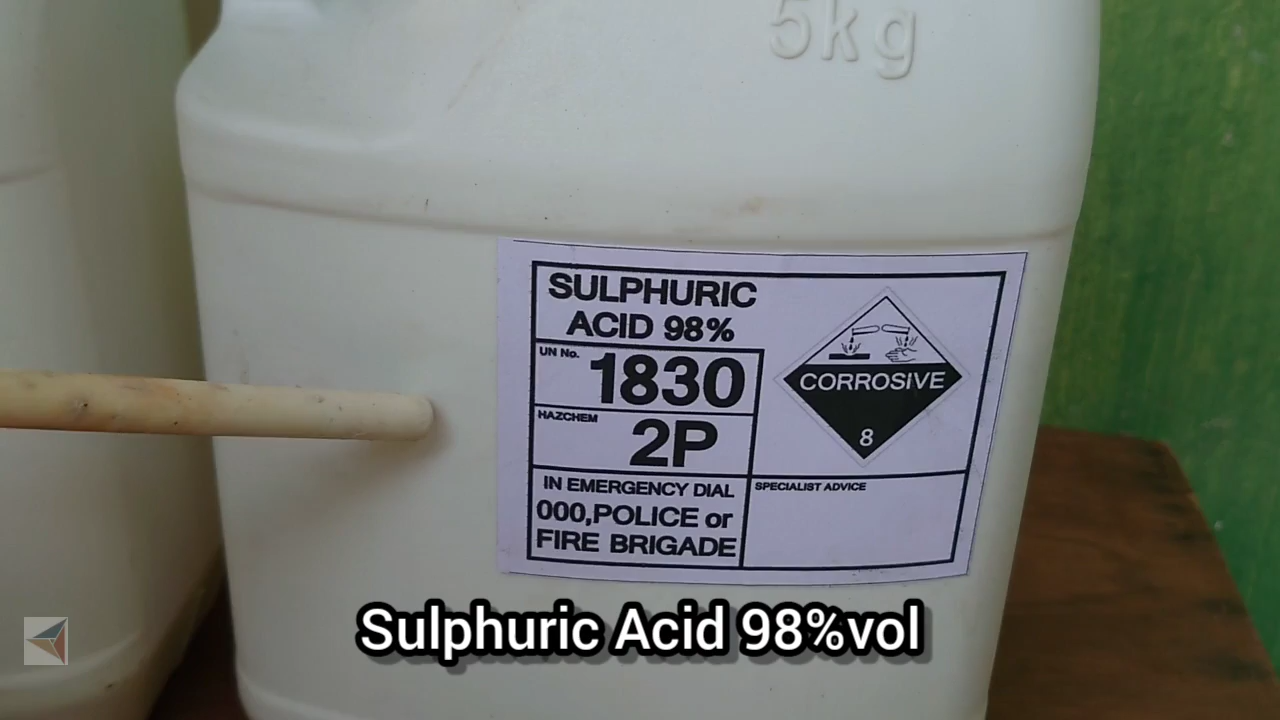 5kg
SULPHURIC
ACID 98%
UN No.
1830
HAZCHEM
2P
IN EMERGENCY DIAL
000,POLICE or
FIRE BRIGADE
CORROSIVE
8
SPECIALIST ADVICE
Sulphuric Acid 98%vol